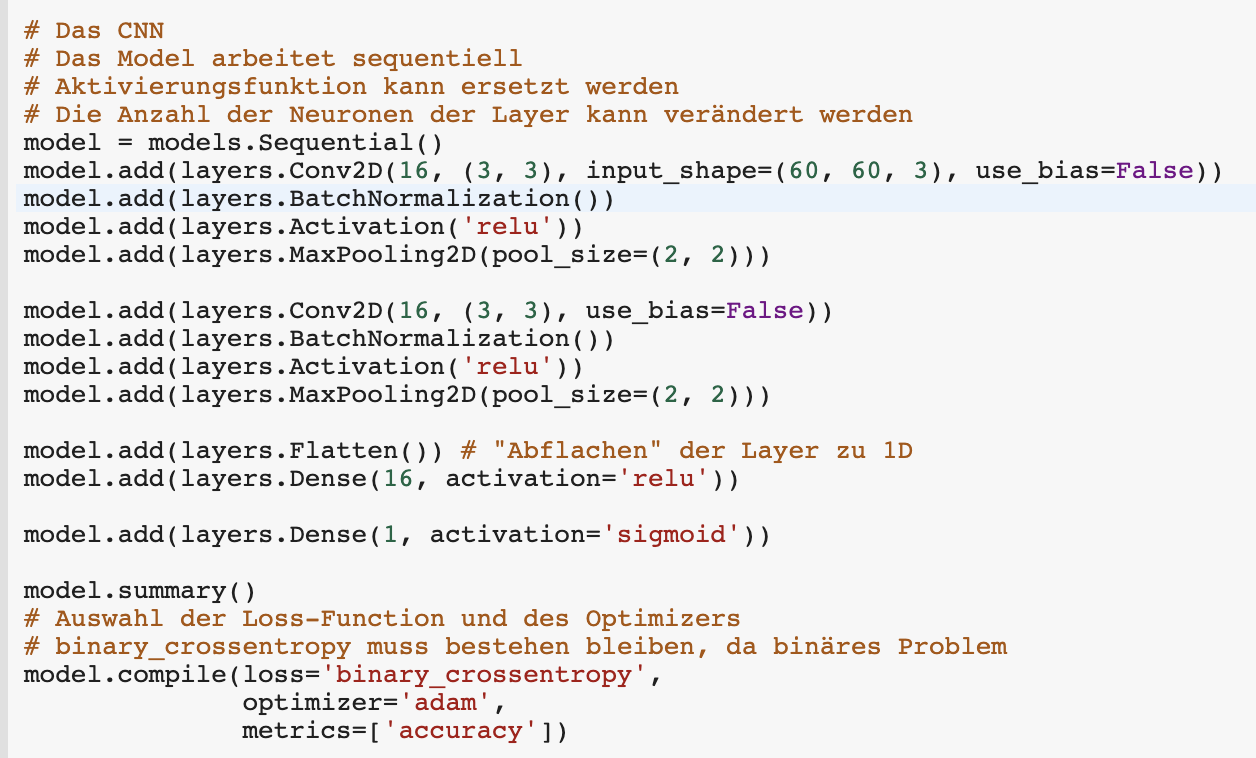 # Das CNN
# Das Model arbeitet sequentiell
# Aktivierungsfunktion kann ersetzt werden
# Die Anzahl der Neuronen der Layer kann verändert werden
model = models.Sequential()
model.add(layers.Conv2D(16, (3, 3), input_shape=(60, 60, 3), use_bias=False))
model.add(layers.BatchNormalization())
model.add(layers.Activation('relu'))
model.add(layers.MaxPooling2D(pool_size=(2, 2)))
model.add(layers.Conv2D(16, (3, 3), use_bias=False))
model.add(layers.BatchNormalization())
model.add(layers.Activation('relu'))
model.add(layers.MaxPooling2D(pool_size=(2, 2)))
model.add(layers.Flatten()) # "Abflachen" der Layer zu 1D
model.add(layers.Dense(16, activation='relu'))
model.add(layers.Dense(1, activation='sigmoid'))
model.summary()
# Auswahl der Loss-Function und des Optimizers
# binary_crossentropy muss bestehen bleiben, da binäres Problem
model.compile(loss='binary_crossentropy',
              optimizer='adam',
              metrics=['accuracy'])